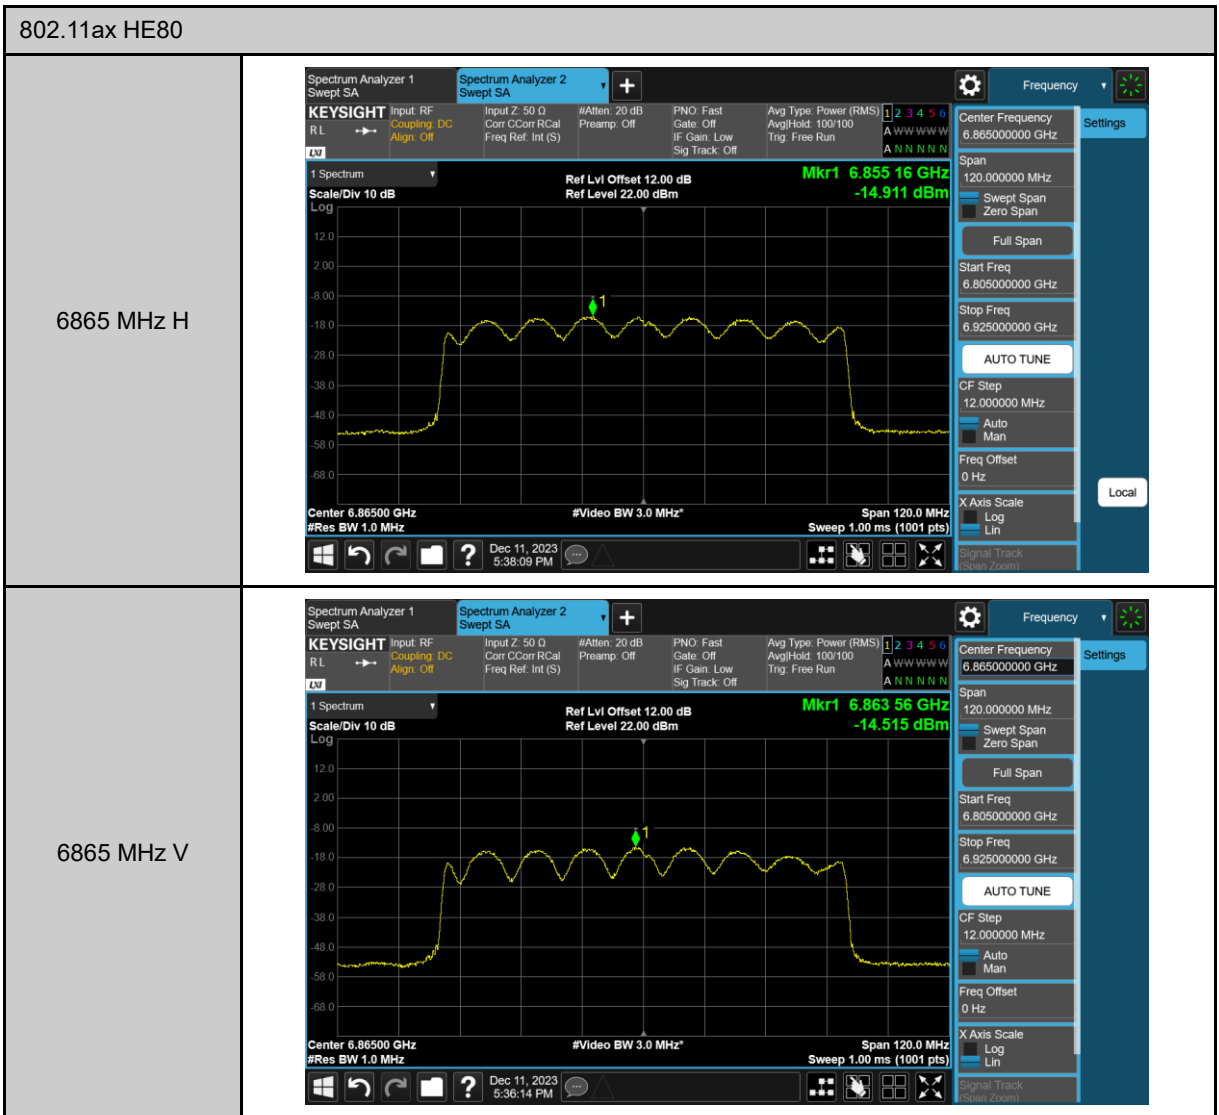 802.11ax HE80
6865 MHz H
Spectrum Analyzer 1
Swept SA
Spectrum Analyzer 2
Swept SA
Frequency
KEYSIGHT
RL
LXI
Input: RF
Coupling: DC
Align: Off
Input Z: 50 Ω
Corr CCorr RCal
Freq Ref: Int (S)
#Atten: 20 dB
Preamp: Off
PNO: Fast
Gate: Off
IF Gain: Low
Sig Track: Off
Avg Type: Power (RMS)
Avg|Hold: 100/100
Trig: Free Run
1 2 3 4 5 6
A W W W W W
A N N N N N
Center Frequency
6.865000000 GHz
Settings
1 Spectrum
Scale/Div 10 dB
Log
Ref Lvl Offset 12.00 dB
Ref Level 22.00 dBm
Mkr1 6.855 16 GHz
-14.911 dBm
12.0
2.00
-8.00
-18.0
-28.0
-38.0
-48.0
-58.0
-68.0
1
Center 6.86500 GHz
#Res BW 1.0 MHz
#Video BW 3.0 MHz*
Span 120.0 MHz
Sweep 1.00 ms (1001 pts)
Span
120.000000 MHz
Swept Span
Zero Span
Full Span
Start Freq
6.805000000 GHz
Stop Freq
6.925000000 GHz
AUTO TUNE
CF Step
12.000000 MHz
Auto
Man
Freq Offset
0 Hz
X Axis Scale
Log
Lin
Signal Track
(Span Zoom)
Local
?
Dec 11, 2023
5:38:09 PM
6865 MHz V
Spectrum Analyzer 1
Swept SA
Spectrum Analyzer 2
Swept SA
Frequency
KEYSIGHT
RL
LXI
Input: RF
Coupling: DC
Align: Off
Input Z: 50 Ω
Corr CCorr RCal
Freq Ref: Int (S)
#Atten: 20 dB
Preamp: Off
PNO: Fast
Gate: Off
IF Gain: Low
Sig Track: Off
Avg Type: Power (RMS)
Avg|Hold: 100/100
Trig: Free Run
1 2 3 4 5 6
A W W W W W
A N N N N N
Center Frequency
6.865000000 GHz
Settings
1 Spectrum
Scale/Div 10 dB
Log
Ref Lvl Offset 12.00 dB
Ref Level 22.00 dBm
Mkr1 6.863 56 GHz
-14.515 dBm
12.0
2.00
-8.00
-18.0
-28.0
-38.0
-48.0
-58.0
-68.0
1
Center 6.86500 GHz
#Res BW 1.0 MHz
#Video BW 3.0 MHz*
Span 120.0 MHz
Sweep 1.00 ms (1001 pts)
Span
120.000000 MHz
Swept Span
Zero Span
Full Span
Start Freq
6.805000000 GHz
Stop Freq
6.925000000 GHz
AUTO TUNE
CF Step
12.000000 MHz
Auto
Man
Freq Offset
0 Hz
X Axis Scale
Log
Lin
Signal Track
(Span Zoom)
?
Dec 11, 2023
5:36:14 PM